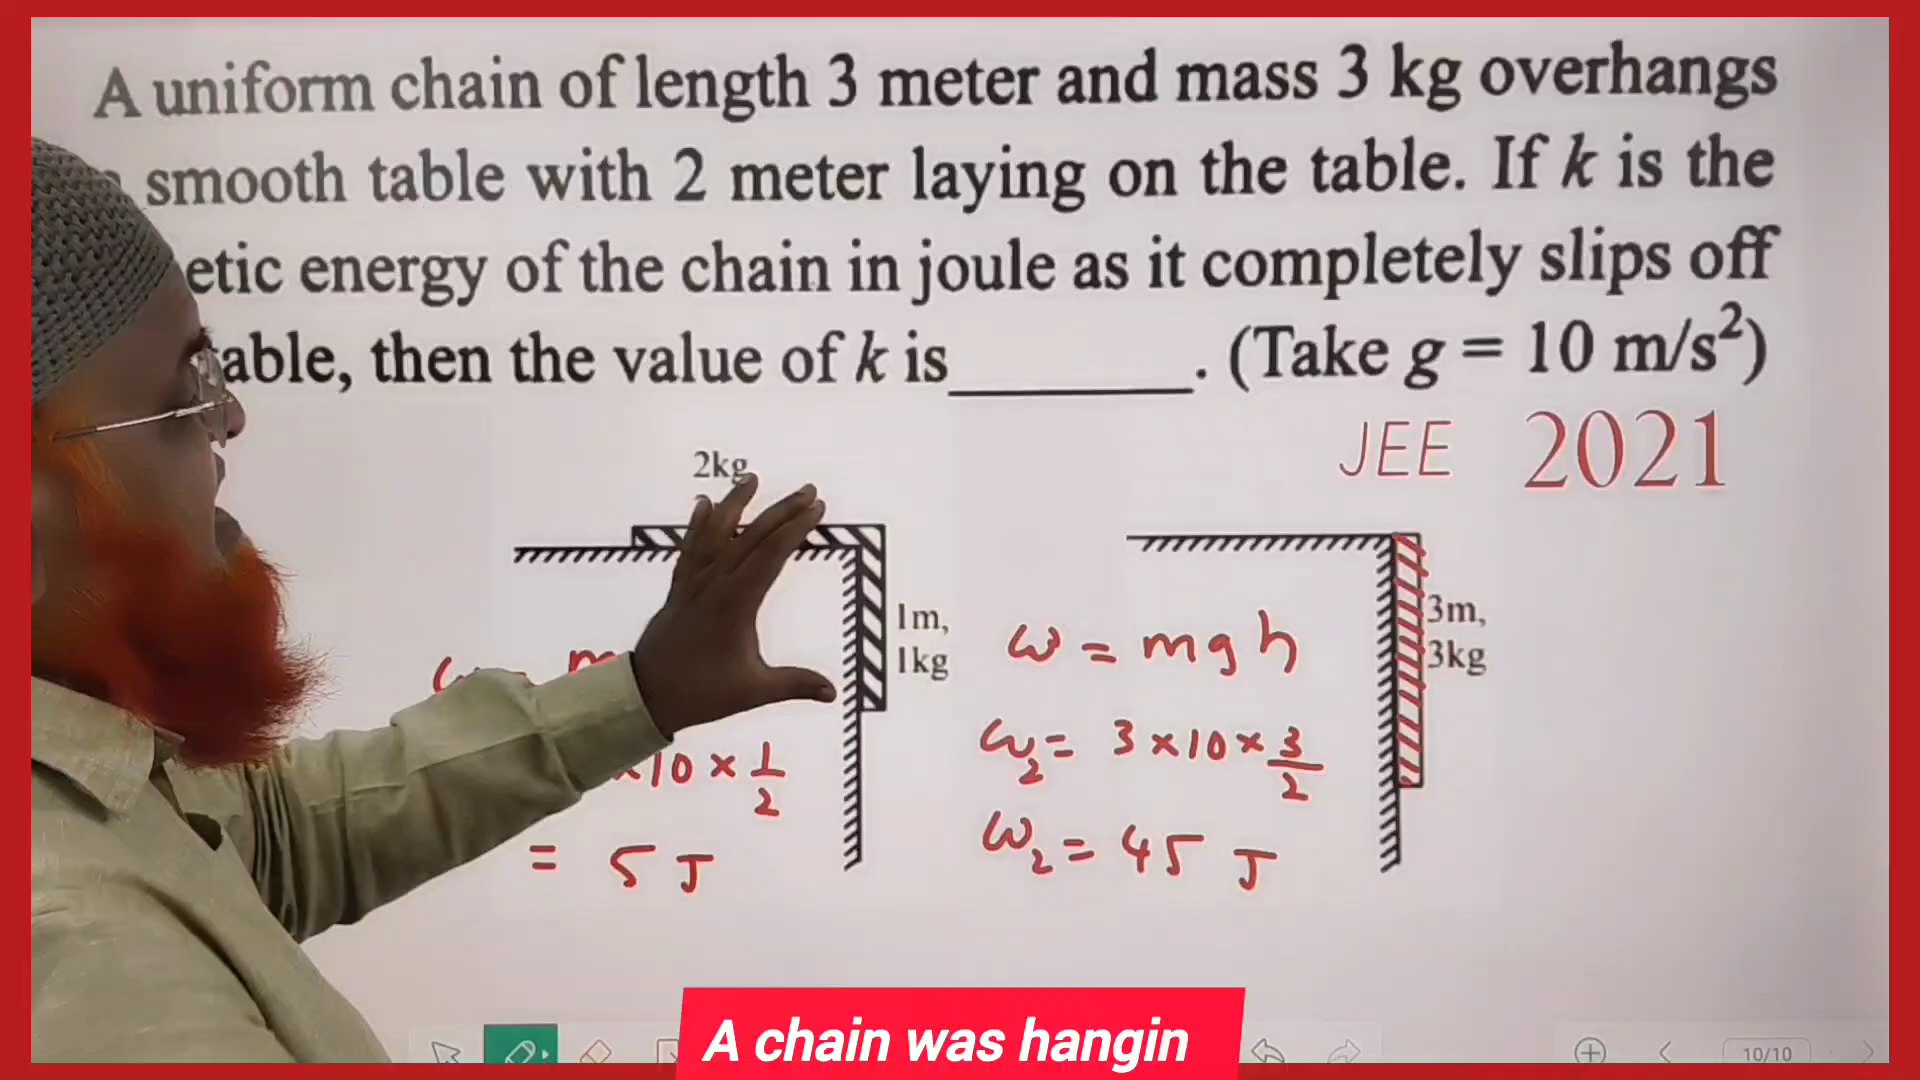 A uniform chain of length 3 meter and mass 3 kg overhangs
smooth table with 2 meter laying on the table. If k is the
etic energy of the chain in joule as it completely slips off
able, then the value of k is ________. (Take g = 10 m/s²)
JEE 2021
2kg
1m,
1kg
3m,
3kg
ω = mgh
ω₂ = 3 × 10 × 3/2
ω₂ = 45 J
×10 × 1/2
= 5 J
A chain was hangin
10/10